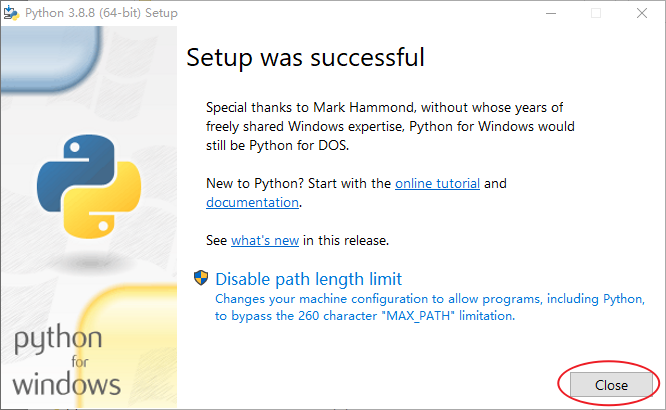 Python 3.8.8 (64-bit) Setup
Setup was successful
Special thanks to Mark Hammond, without whose years of
freely shared Windows expertise, Python for Windows would
still be Python for DOS.
New to Python? Start with the online tutorial and
documentation.
See what's new in this release.
Disable path length limit
Changes your machine configuration to allow programs, including Python,
to bypass the 260 character "MAX_PATH" limitation.
python
for
windows
Close